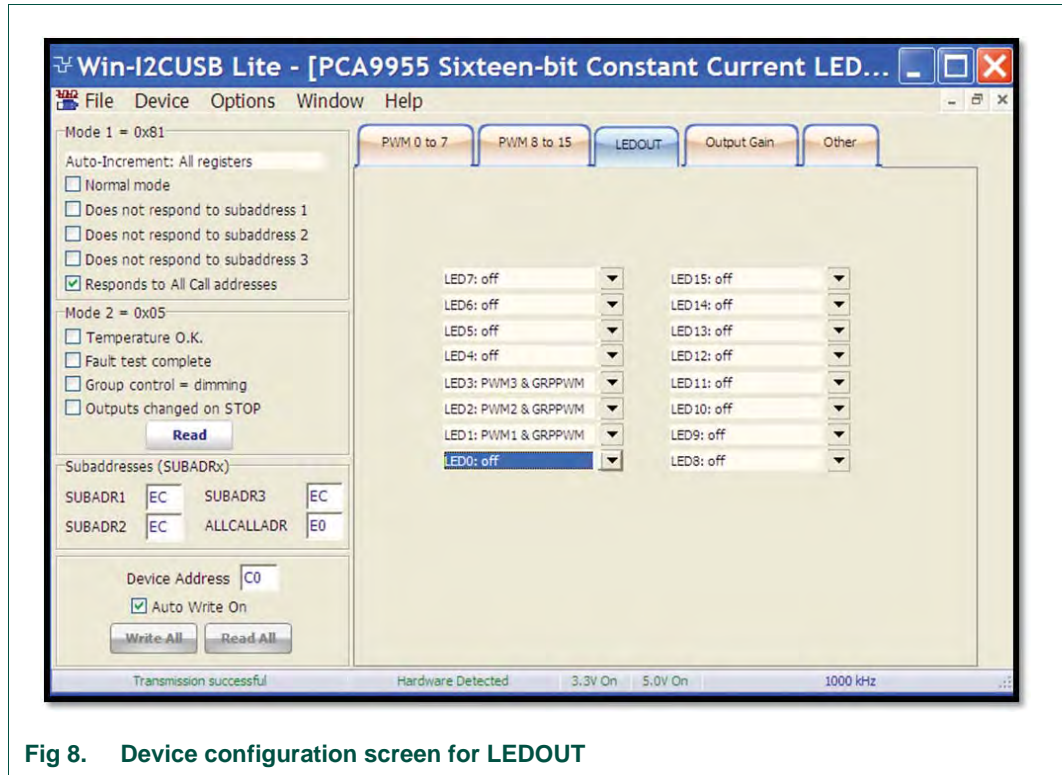 Win-I2CUSB Lite - [PCA9955 Sixteen-bit Constant Current LED...
File Device Options Window Help
Mode 1 = 0x81
Auto-Increment: All registers
Normal mode
Does not respond to subaddress 1
Does not respond to subaddress 2
Does not respond to subaddress 3
Responds to All Call addresses
Mode 2 = 0x05
Temperature O.K.
Fault test complete
Group control = dimming
Outputs changed on STOP
Read
Subaddresses (SUBADRx)
SUBADR1 EC SUBADR3 EC
SUBADR2 EC ALLCALLADR E0
Device Address C0
Auto Write On
Write All Read All
PWM 0 to 7 PWM 8 to 15 LEDOUT Output Gain Other
LED7: off LED15: off
LED6: off LED14: off
LED5: off LED13: off
LED4: off LED12: off
LED3: PWM3 & GRPPWM LED11: off
LED2: PWM2 & GRPPWM LED10: off
LED1: PWM1 & GRPPWM LED9: off
LED0: off LED8: off
Transmission successful Hardware Detected 3.3V On 5.0V On 1000 kHz
Fig 8. Device configuration screen for LEDOUT